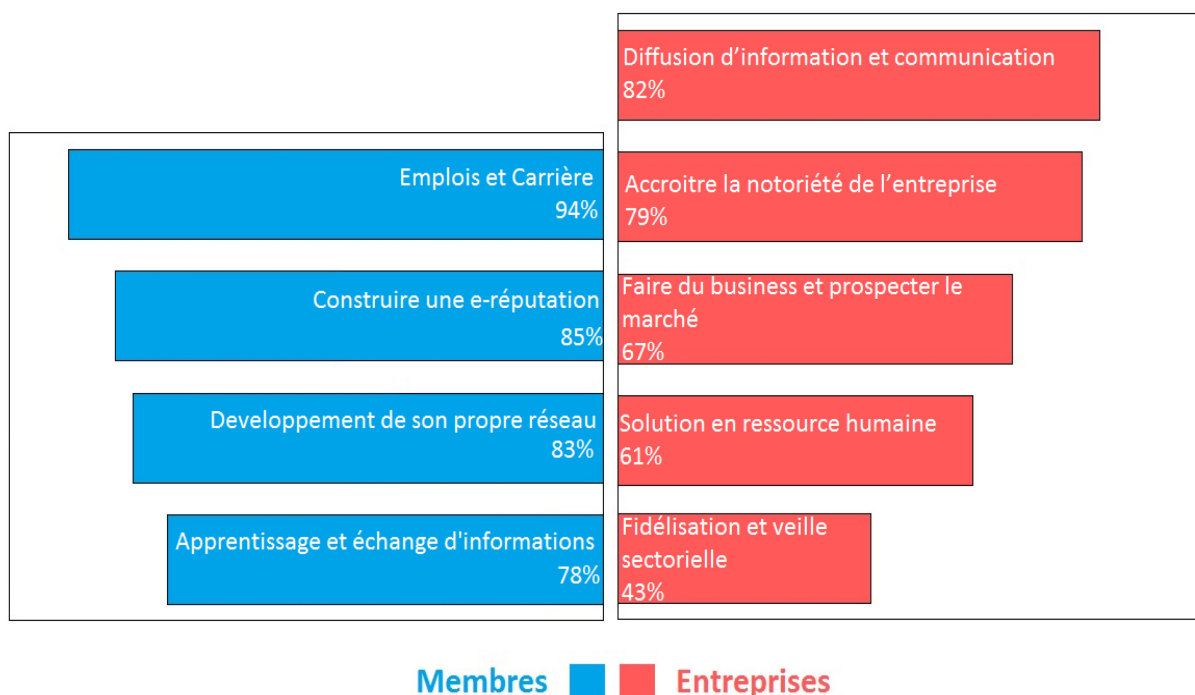 Emplois et Carrière
94%
Construire une e-réputation
85%
Developpement de son propre réseau
83%
Apprentissage et échange d'informations
78%
Diffusion d’information et communication
82%
Accroitre la notoriété de l’entreprise
79%
Faire du business et prospecter le
marché
67%
Solution en ressource humaine
61%
Fidélisation et veille
sectorielle
43%
Membres
Entreprises